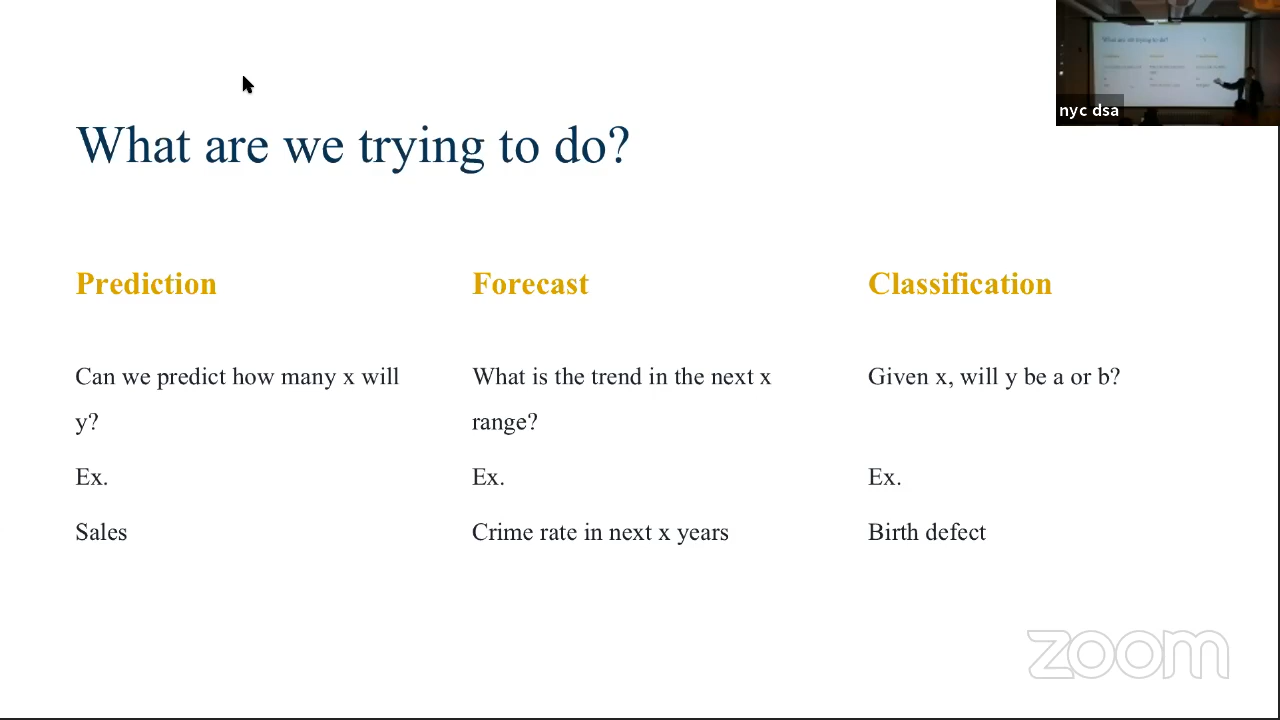 nyc dsa
What are we trying to do?
Prediction
Can we predict how many x will
y?
Ex.
Sales
Forecast
What is the trend in the next x
range?
Ex.
Crime rate in next x years
Classification
Given x, will y be a or b?
Ex.
Birth defect
zoom